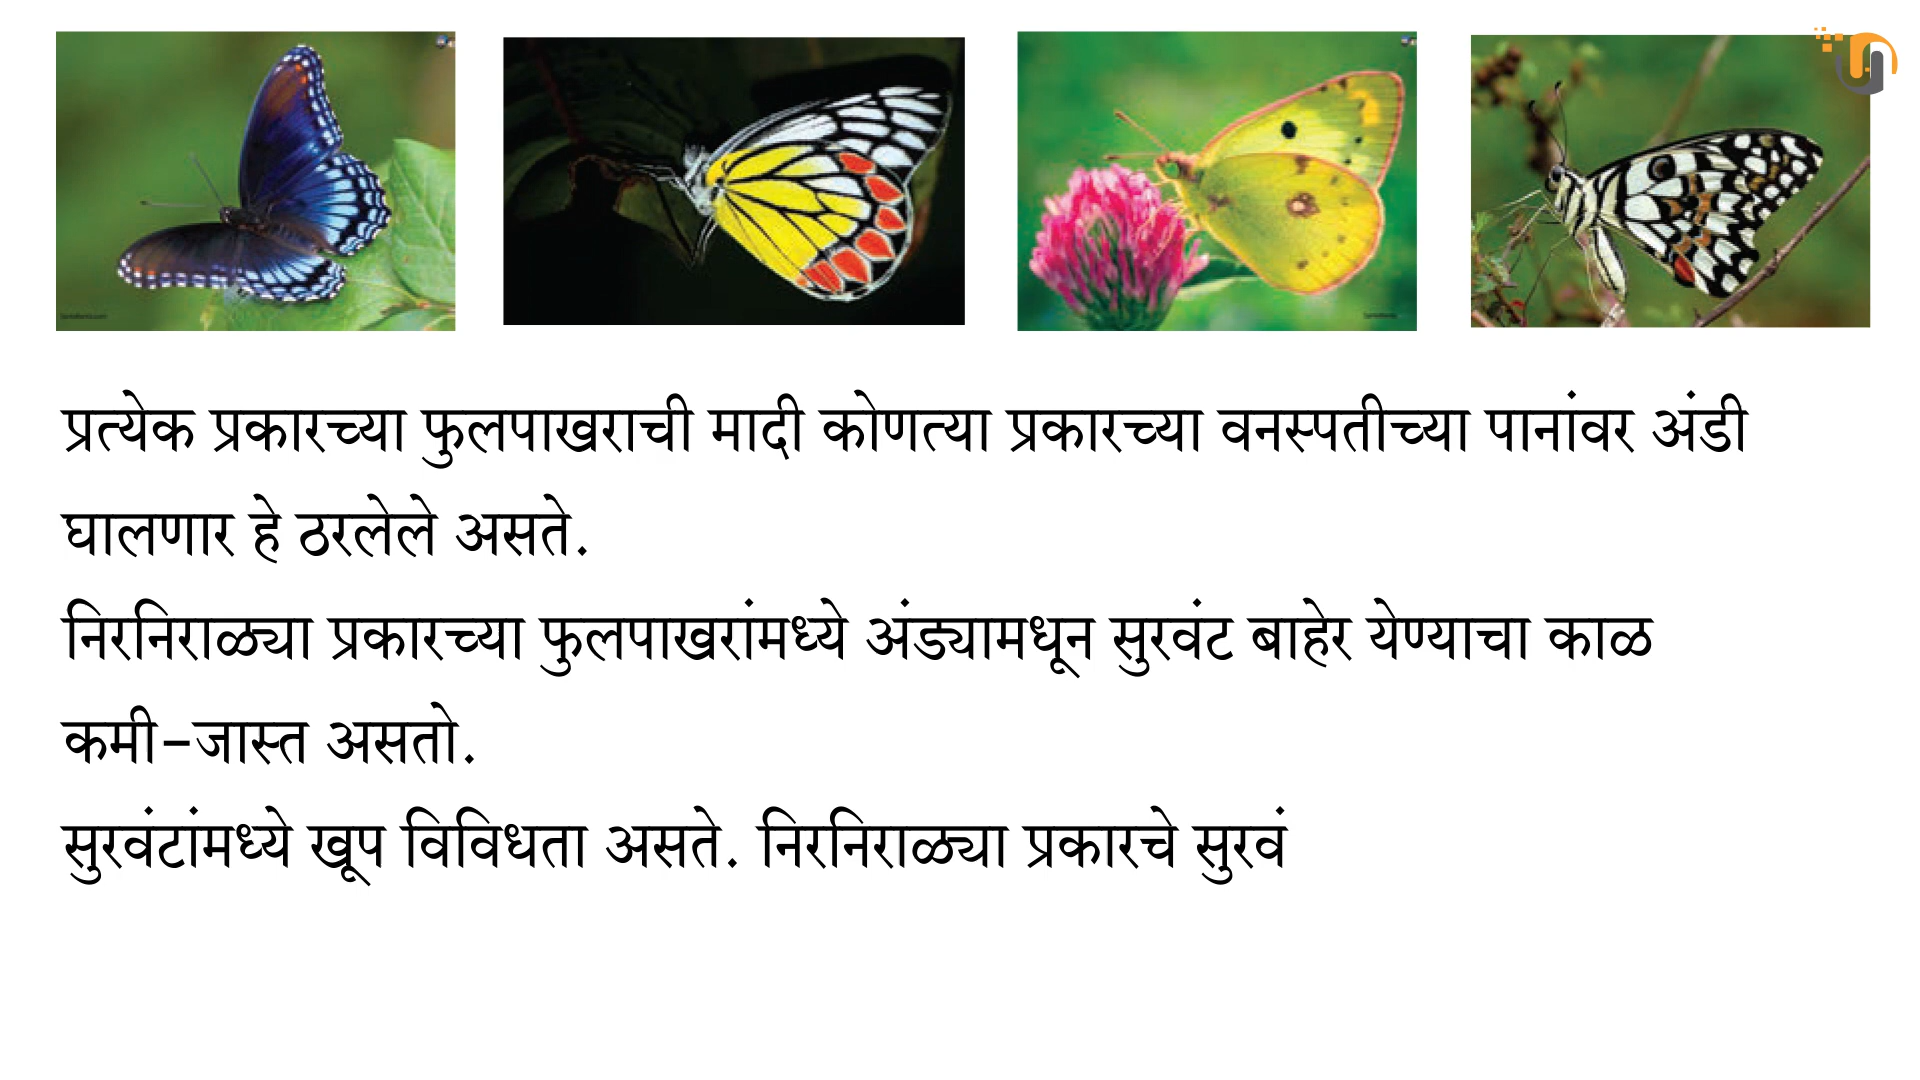 प्रत्येक प्रकारच्या फुलपाखराची मादी कोणत्या प्रकारच्या वनस्पतीच्या पानांवर अंडी
घालणार हे ठरलेले असते.
निरनिराळ्या प्रकारच्या फुलपाखरांमध्ये अंड्यामधून सुरवंट बाहेर येण्याचा काळ
कमी-जास्त असतो.
सुरवंटांमध्ये खूप विविधता असते. निरनिराळ्या प्रकारचे सुरवं